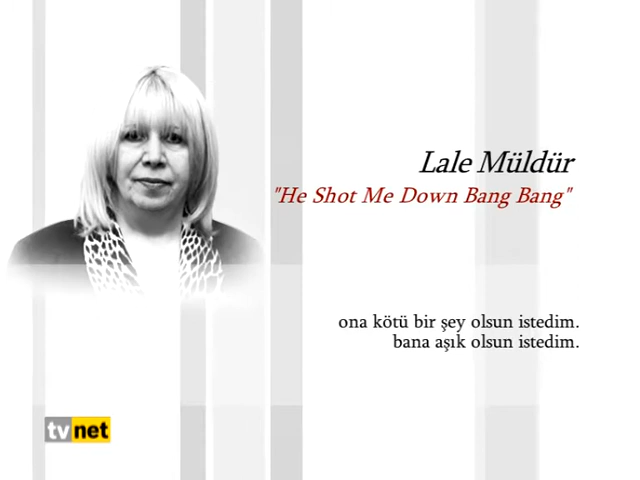 Lale Müldür
"He Shot Me Down Bang Bang"
ona kötü bir şey olsun istedim.
bana aşık olsun istedim.
tvnet